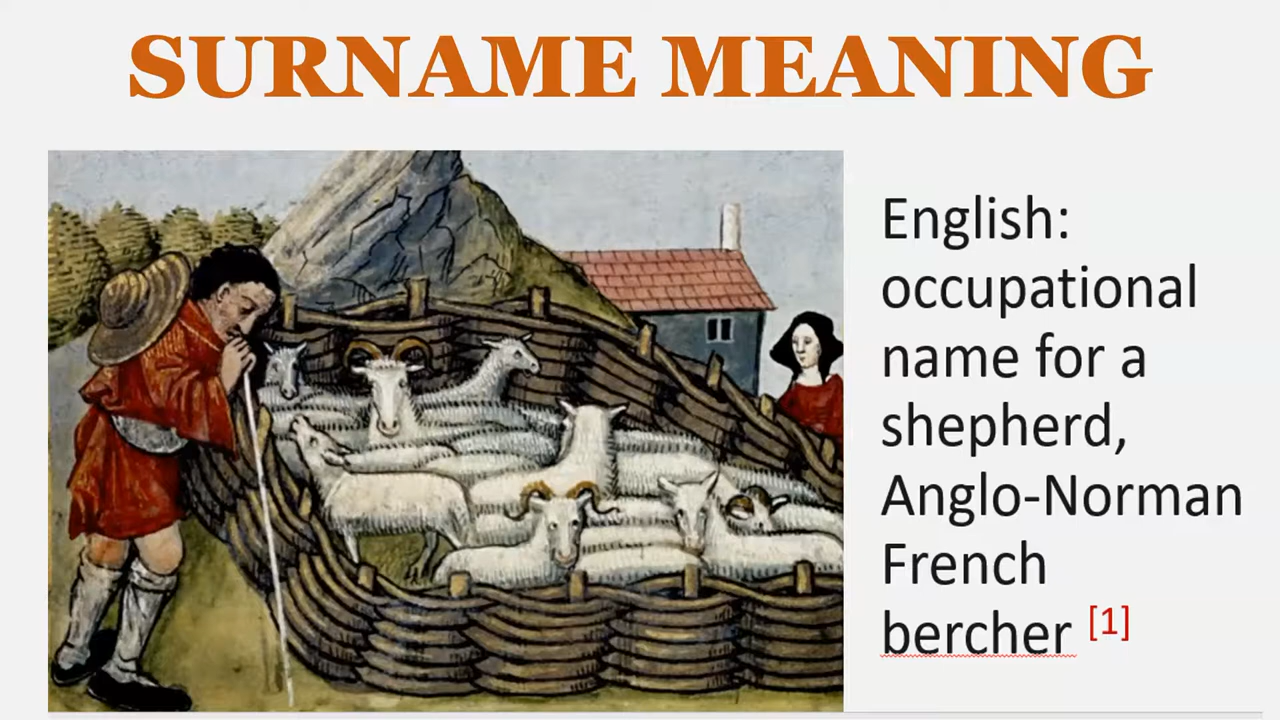 SURNAME MEANING
English:
occupational
name for a
shepherd,
Anglo-Norman
French
bercher [1]